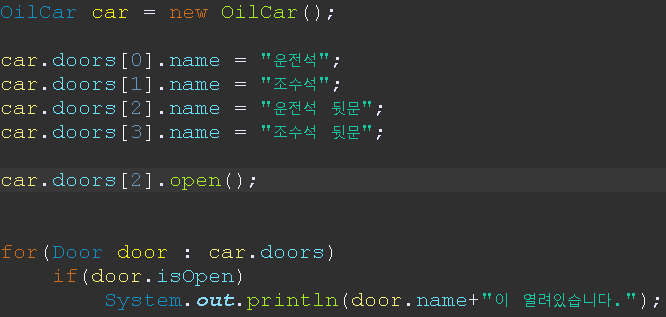 OilCar car = new OilCar();
car.doors[0].name = "운전석";
car.doors[1].name = "조수석";
car.doors[2].name = "운전석 뒷문";
car.doors[3].name = "조수석 뒷문";
car.doors[2].open();
for(Door door : car.doors)
if(door.isOpen)
System.out.println(door.name+"이 열려있습니다.");